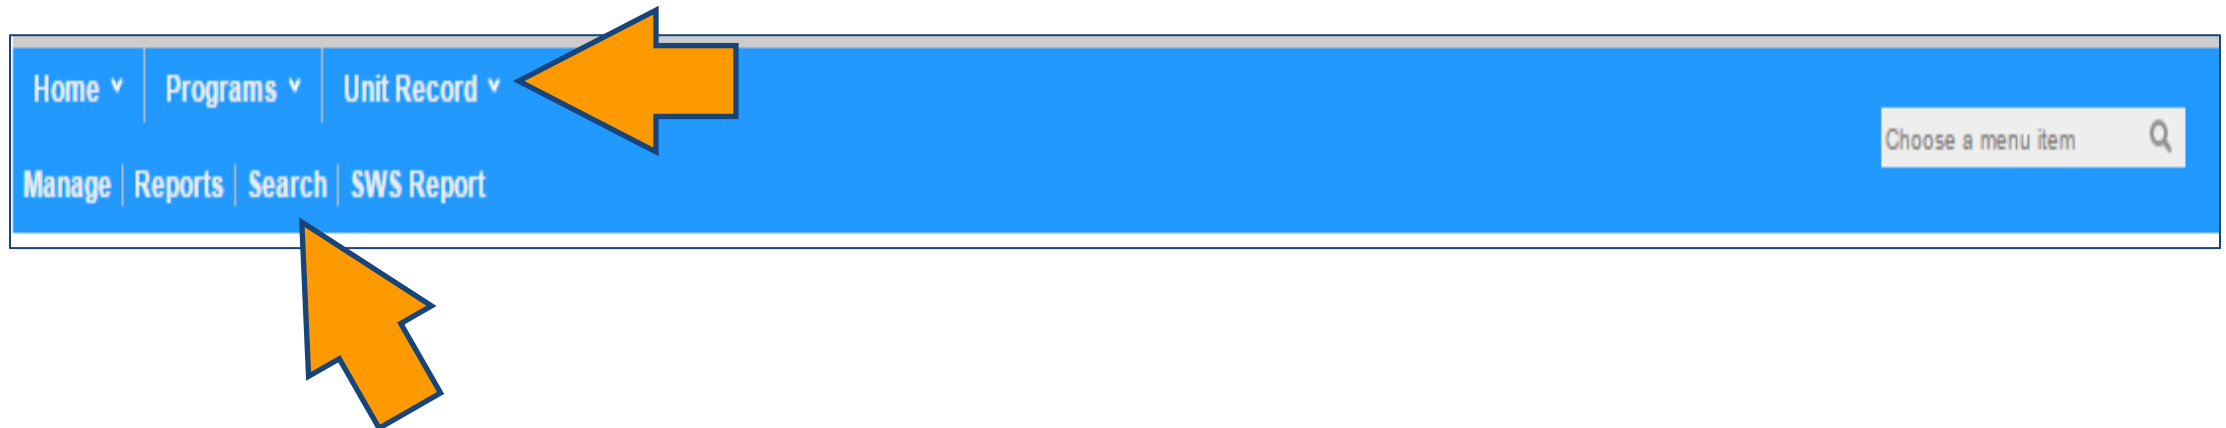 Home Programs Unit Record
Choose a menu item
Manage Reports Search SWS Report